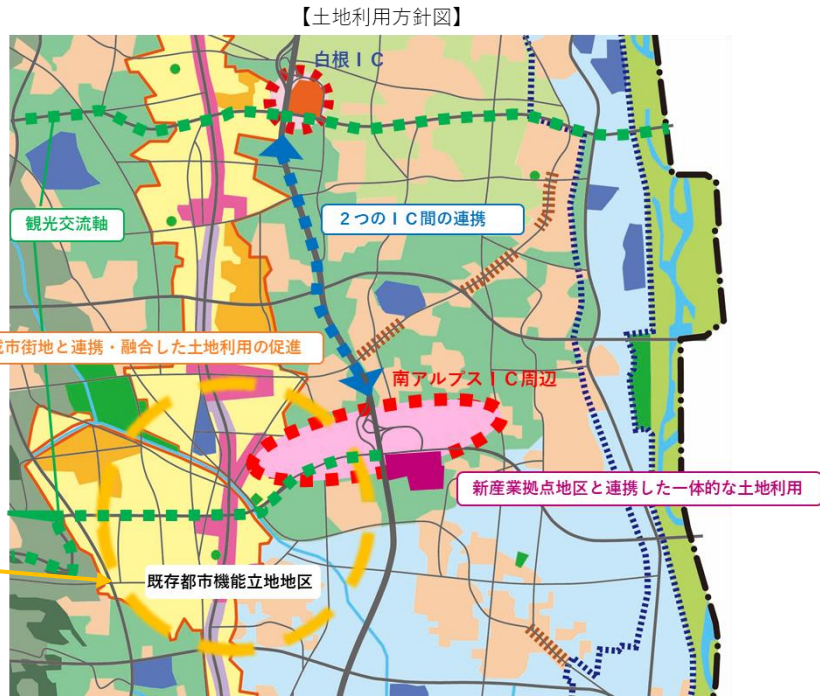 【土地利用方針図】
白根IC
観光交流軸
2つのIC間の連携
成市街地と連携・融合した土地利用の促進
南アルプスIC周辺
新産業拠点地区と連携した一体的な土地利用
既存都市機能立地地区